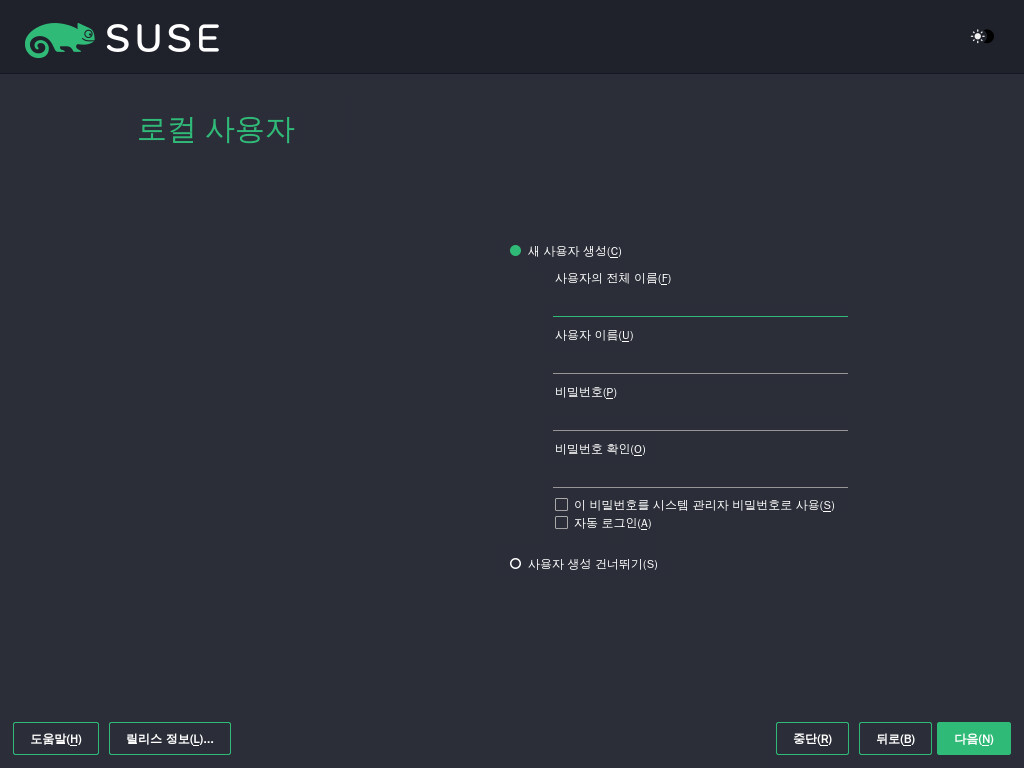 SUSE
로컬 사용자
새 사용자 생성(C)
사용자의 전체 이름(F)
사용자 이름(U)
비밀번호(P)
비밀번호 확인(O)
이 비밀번호를 시스템 관리자 비밀번호로 사용(S)
자동 로그인(A)
사용자 생성 건너뛰기(S)
도움말(H) 릴리스 정보(L)... 중단(R) 뒤로(B) 다음(N)